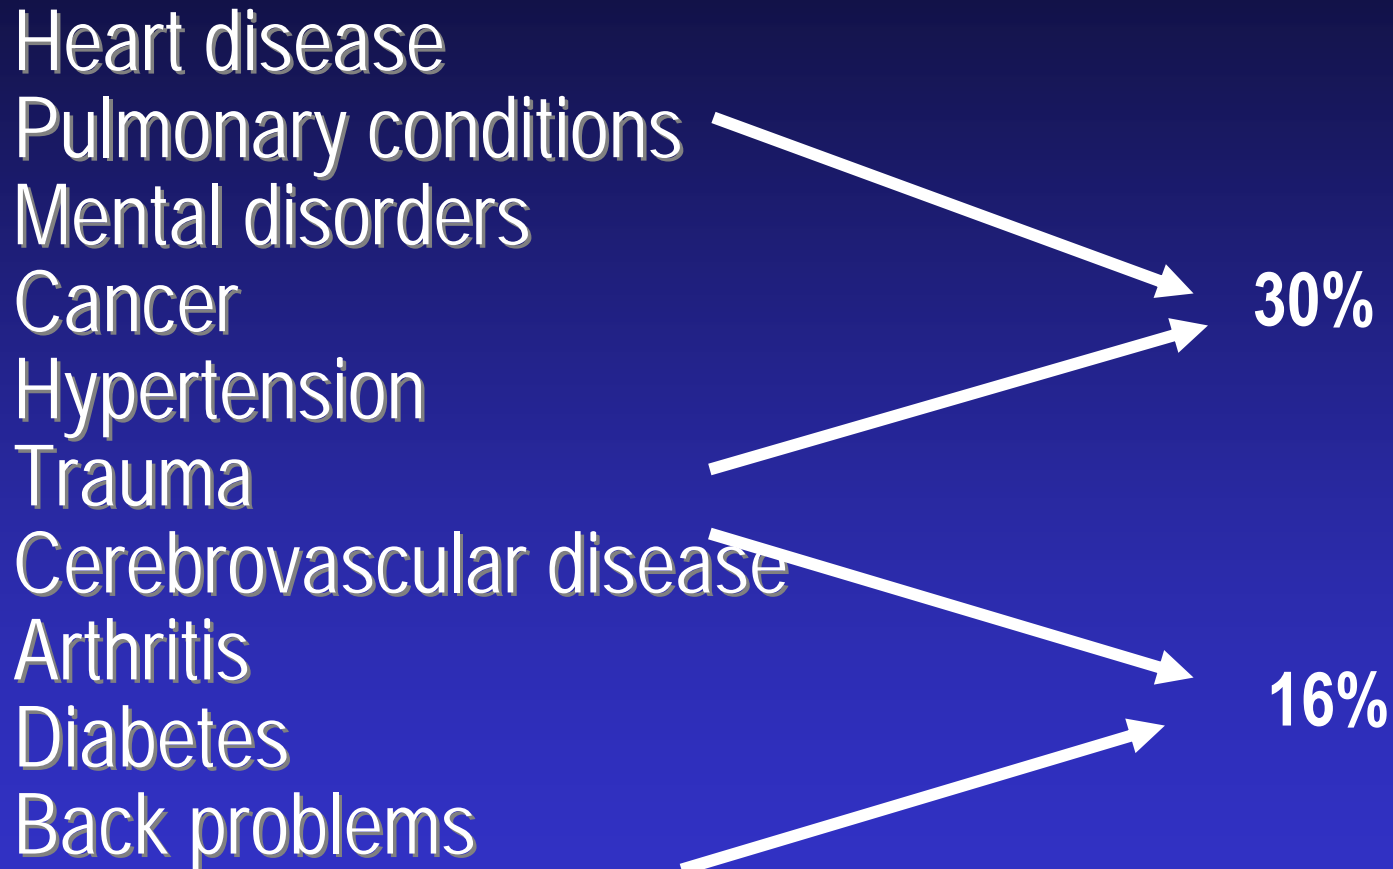 Heart disease
Pulmonary conditions
Mental disorders
Cancer
30%
Hypertension
Trauma
Cerebrovascular disease
Arthritis
16%
Diabetes
Back problems